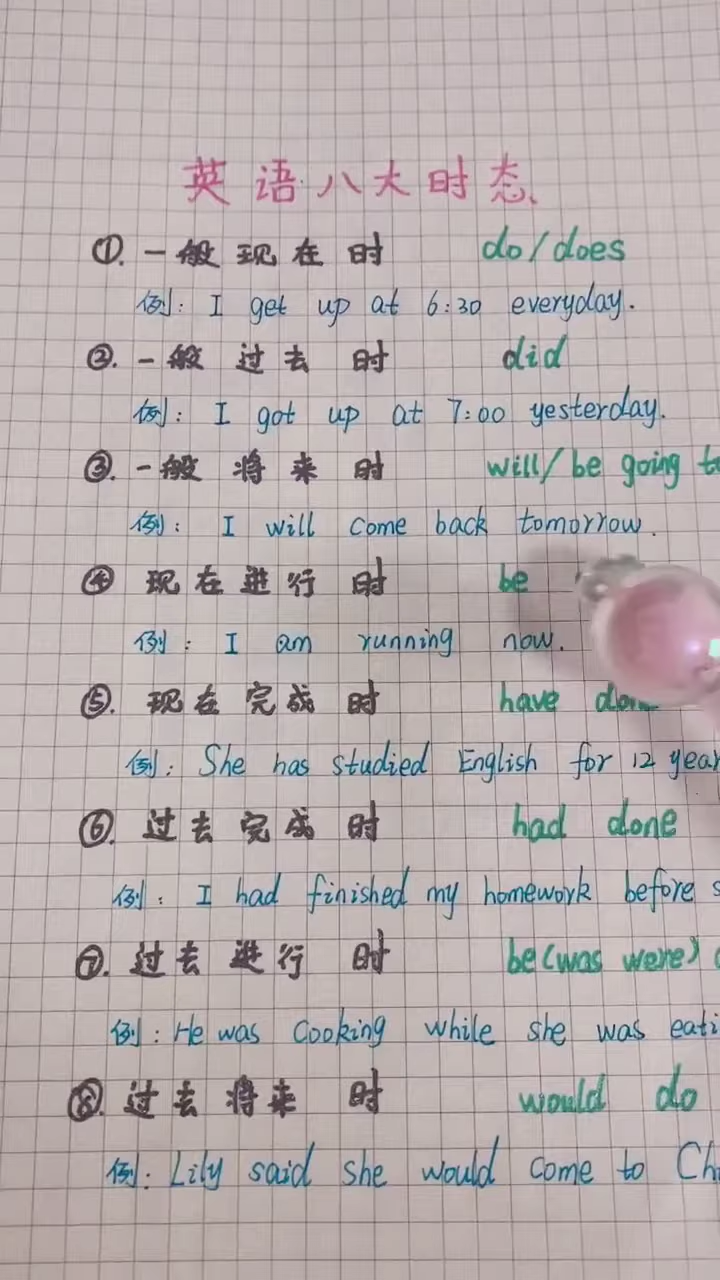 英语八大时态
①. 一般现在时 do/does
例: I get up at 6:30 everyday.
②. 一般过去时 did
例: I got up at 7:00 yesterday.
③. 一般将来时 will/be going
例: I will come back tomorrow.
④ 现在进行时 be
例: I am running now.
⑤. 现在完成时 have
例: She has studied English for 12
⑥. 过去完成时 had done
例: I had finished my homework before
⑦. 过去进行时 be(was were)
例: He was cooking while she was
⑧. 过去将来时 would do
例: Lily said she would come to